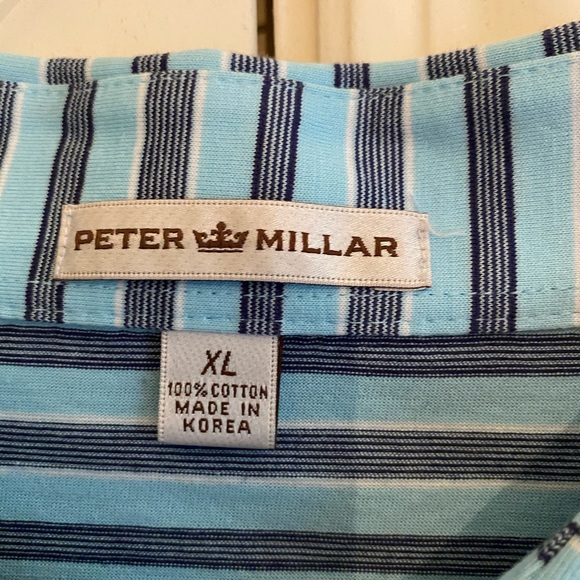 PETER MILLAR
XL
100% COTTON
MADE IN
KOREA